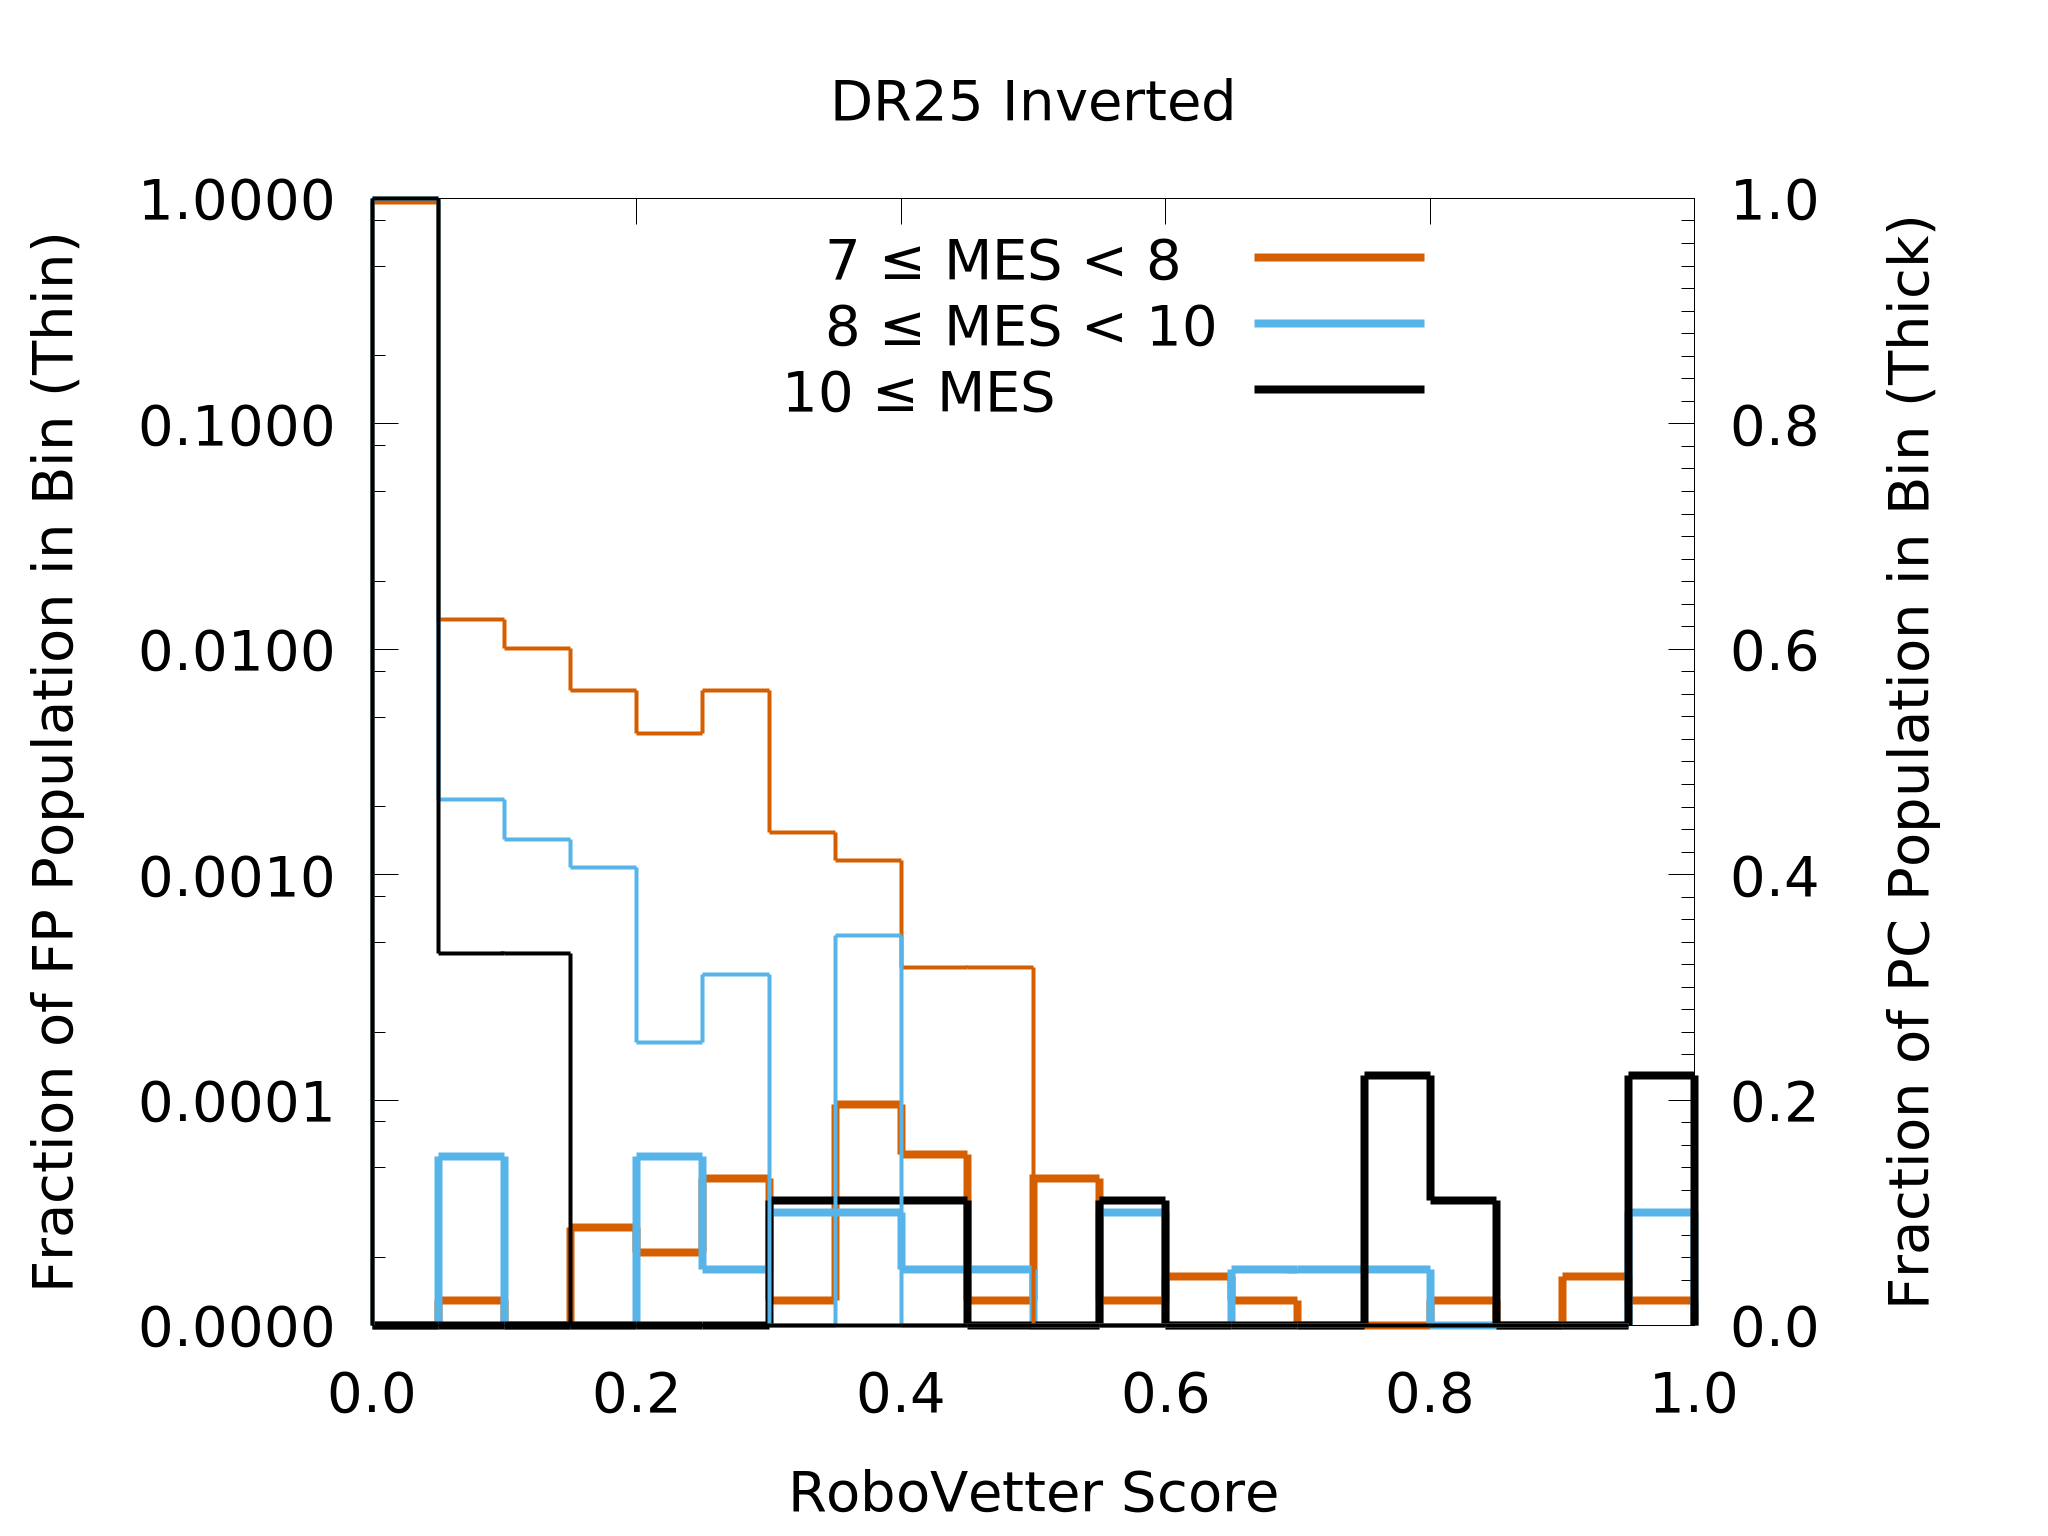 DR25 Inverted
Fraction of FP Population in Bin (Thin)
1.0000
0.1000
0.0100
0.0010
0.0001
0.0000
7 ≤ MES < 8
8 ≤ MES < 10
10 ≤ MES
1.0
0.8
0.6
0.4
0.2
0.0
Fraction of PC Population in Bin (Thick)
0.0 0.2 0.4 0.6 0.8 1.0
RoboVetter Score